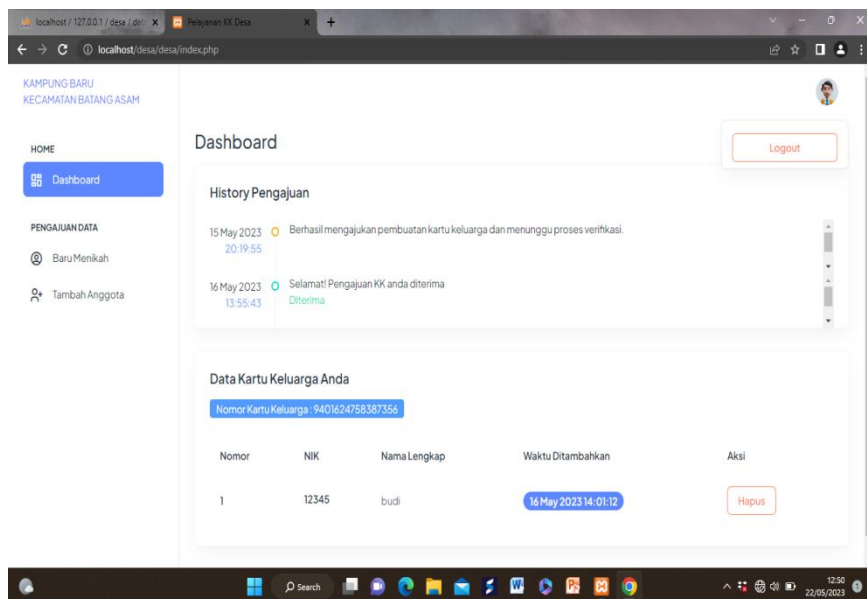 localhost / 127.0.0.1 / desa / dat
Pelayanan KK Desa
localhost/desa/desa/index.php
KAMPUNG BARU
KECAMATAN BATANG ASAM
HOME
Dashboard
PENGAJUAN DATA
Baru Menikah
Tambah Anggota
Dashboard
Logout
History Pengajuan
15 May 2023
20:19:55
Berhasil mengajukan pembuatan kartu keluarga dan menunggu proses verifikasi.
16 May 2023
13:55:43
Selamat! Pengajuan KK anda diterima
Diterima
Data Kartu Keluarga Anda
Nomor Kartu Keluarga : 9401624758387356
Nomor NIK Nama Lengkap Waktu Ditambahkan Aksi
1 12345 budi 16 May 2023 14:01:12 Hapus
Search
12:50
22/05/2023